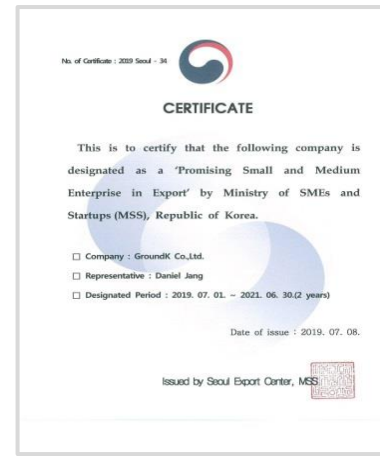 No. of Certificate : 2019 Seoul - 34
CERTIFICATE
This is to certify that the following company is
designated as a 'Promising Small and Medium
Enterprise in Export' by Ministry of SMEs and
Startups (MSS), Republic of Korea.
□ Company : GroundK Co.,Ltd.
□ Representative : Daniel Jang
□ Designated Period : 2019. 07. 01. – 2021. 06. 30.(2 years)
Date of issue : 2019. 07. 08.
Issued by Seoul Export Center, MSS